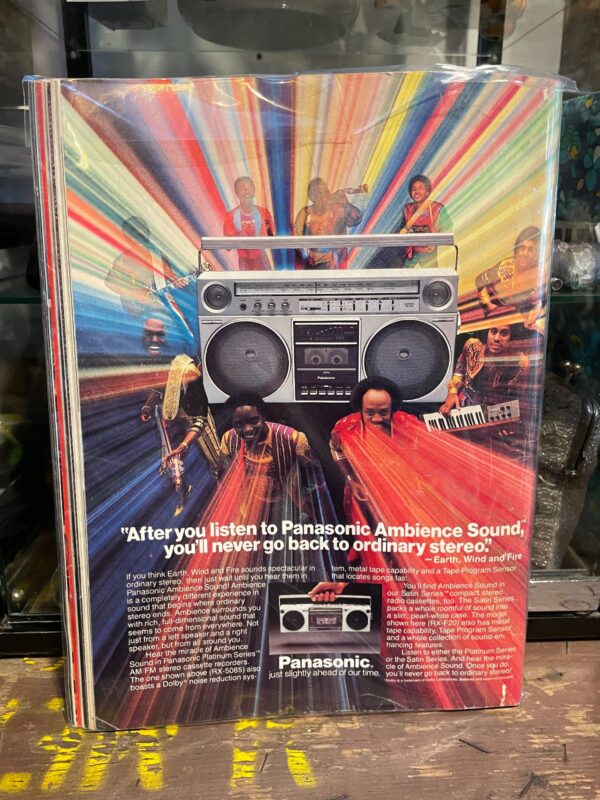 "After you listen to Panasonic Ambience Sound,
you'll never go back to ordinary stereo."
—Earth, Wind and Fire
If you think Earth, Wind and Fire sounds spectacular in
ordinary stereo, then just wait until you hear them in
Panasonic Ambience Sound! Ambience
is a completely different experience in
sound that begins where ordinary
stereo ends. Ambience surrounds you
with rich, full-dimensional sound that
seems to come from everywhere. Not
just from a left speaker and a right
speaker, but from all around you.
Hear the miracle of Ambience
Sound in Panasonic Platinum Series™
AM/FM stereo cassette recorders.
The one shown above (RX-5085) also
boasts a Dolby* noise reduction sys-
tem, metal tape capability and a Tape Program Sensor
that locates songs fast.
You'll find Ambience Sound in
our Satin Series™ compact stereo
radio cassettes, too. The Satin Series
packs a whole roomful of sound into
a slim, pearl-white case. The model
shown here (RX-F20) also has metal
tape capability, Tape Program Sensor,
and a whole collection of sound-en-
hancing features.
Listen to either the Platinum Series
or the Satin Series. And hear the mira-
cle of Ambience Sound. Once you do,
you'll never go back to ordinary stereo!
Panasonic
Panasonic.
just slightly ahead of our time.